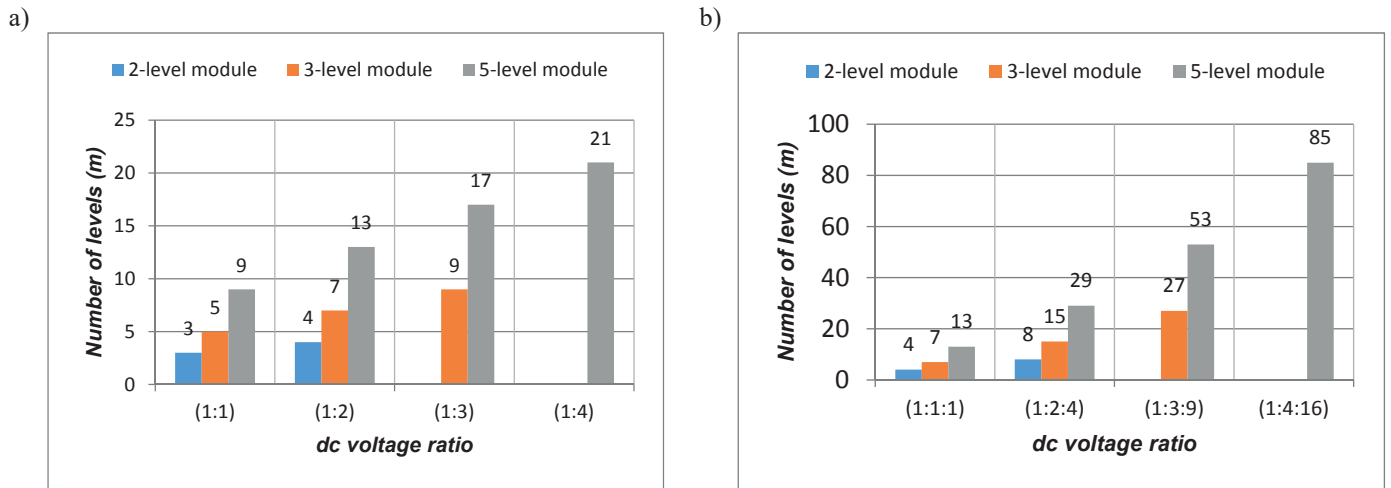 a)
2-level module 3-level module 5-level module
25
20
15
10
5
0
Number of levels (m)
3 5 9
4 7 13
9 17
21
(1:1) (1:2) (1:3) (1:4)
dc voltage ratio
b)
2-level module 3-level module 5-level module
100
80
60
40
20
0
Number of levels (m)
4 7 13
8 15 29
27 53
85
(1:1:1) (1:2:4) (1:3:9) (1:4:16)
dc voltage ratio